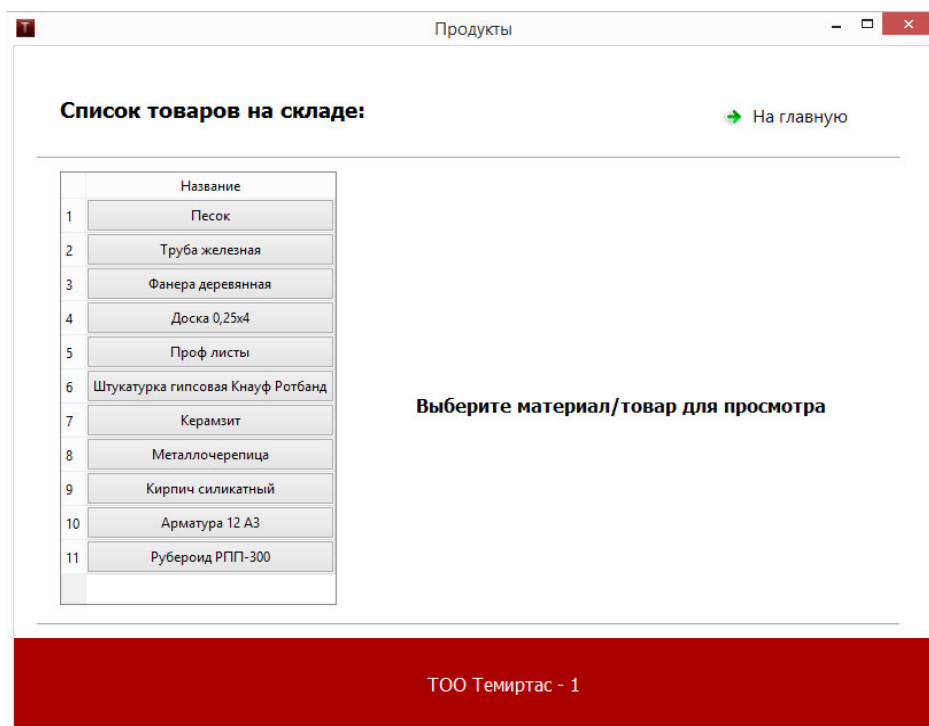 T
Продукты
Список товаров на складе:
На главную
Название
1 Песок
2 Труба железная
3 Фанера деревянная
4 Доска 0,25х4
5 Проф листы
6 Штукатурка гипсовая Кнауф Ротбанд
7 Керамзит
8 Металлочерепица
9 Кирпич силикатный
10 Арматура 12 А3
11 Рубероид РПП-300
Выберите материал/товар для просмотра
ТОО Темиртас - 1